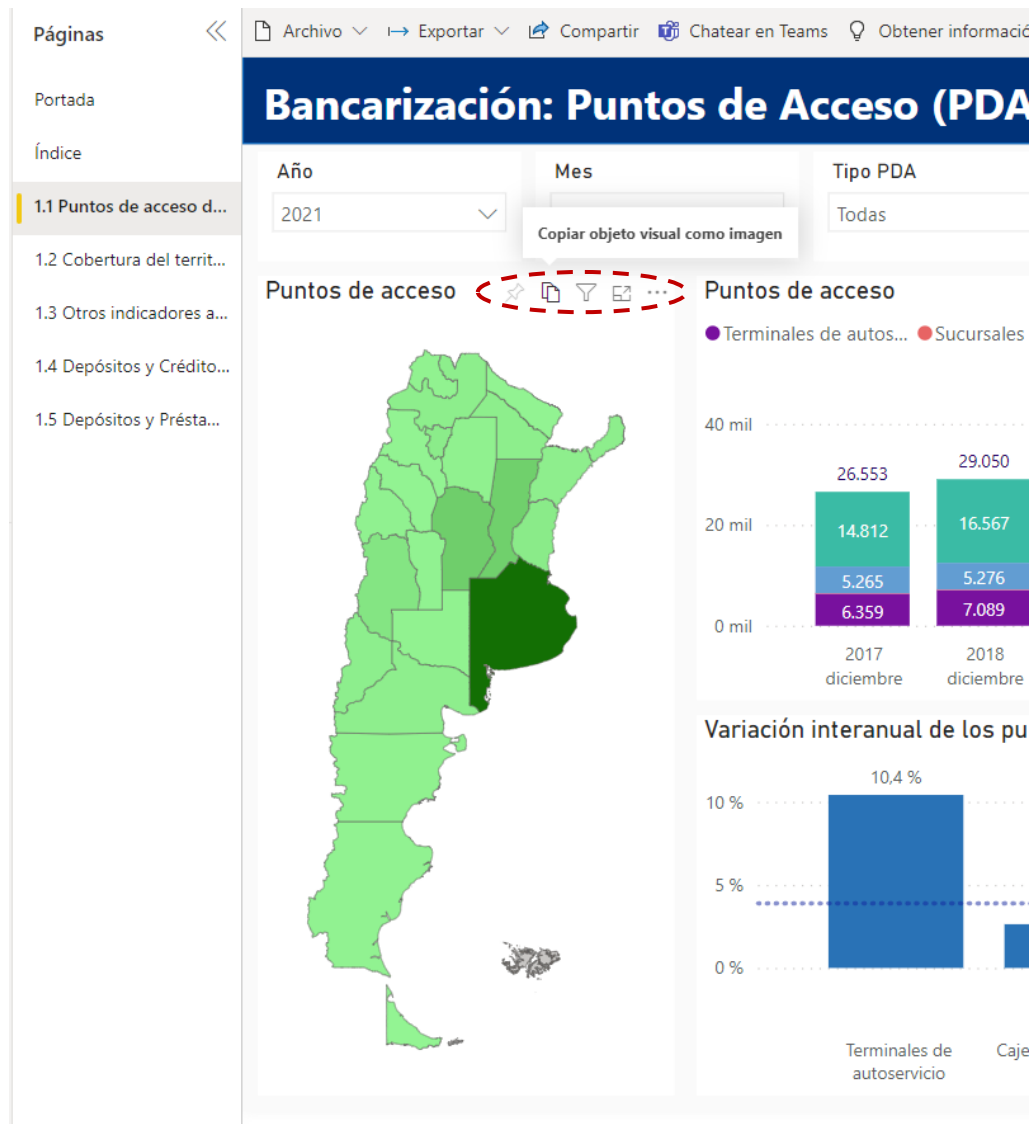 Páginas
Archivo
Exportar
Compartir
Chatear en Teams
Obtener informació
Portada
Índice
1.1 Puntos de acceso d...
1.2 Cobertura del territ...
1.3 Otros indicadores a...
1.4 Depósitos y Crédito...
1.5 Depósitos y Présta...
Bancarización: Puntos de Acceso (PDA
Año
Mes
Tipo PDA
2021
Todas
Copiar objeto visual como imagen
Puntos de acceso
Puntos de acceso
Terminales de autos...
Sucursales
40 mil
20 mil
0 mil
26.553
29.050
14.812
16.567
5.265
5.276
6.359
7.089
2017
diciembre
2018
diciembre
Variación interanual de los pu
10,4 %
10 %
5 %
0 %
Terminales de
autoservicio
Caje